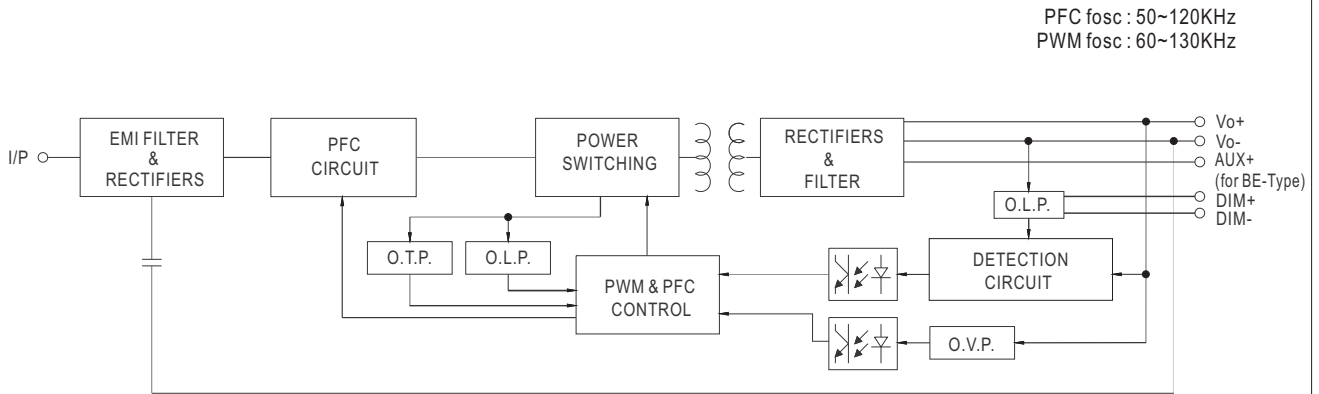 PFC fosc : 50~120KHz
PWM fosc : 60~130KHz
I/P
EMI FILTER
&
RECTIFIERS
PFC
CIRCUIT
POWER
SWITCHING
RECTIFIERS
&
FILTER
Vo+
Vo-
AUX+
(for BE-Type)
DIM+
DIM-
O.L.P.
O.T.P.
O.L.P.
PWM & PFC
CONTROL
DETECTION
CIRCUIT
O.V.P.